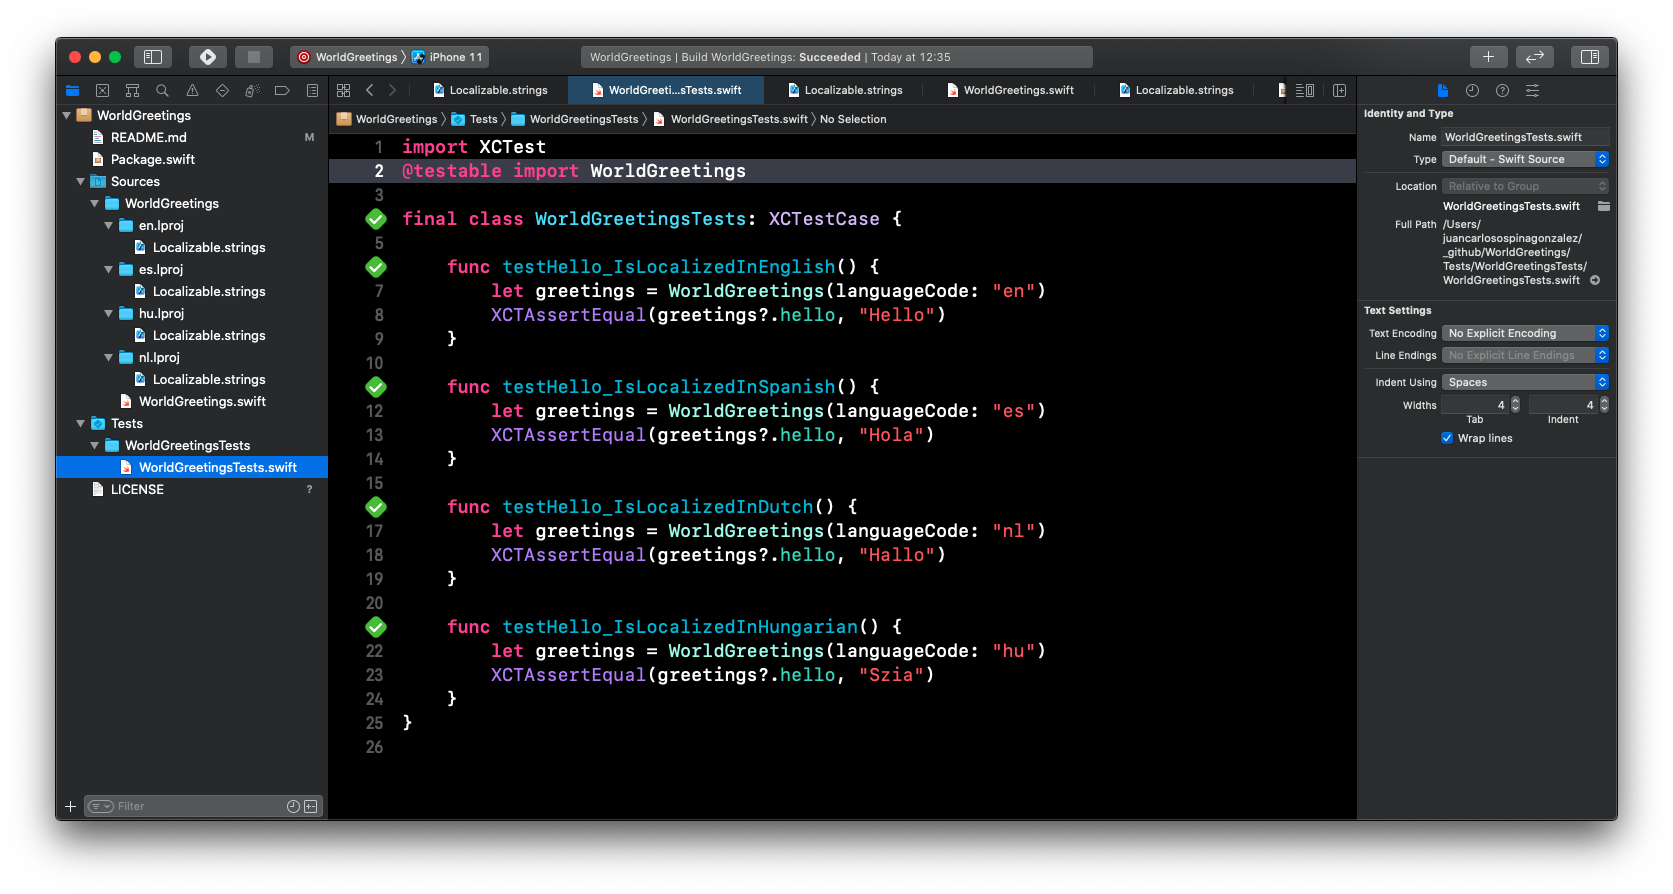 WorldGreetings 〉 iPhone 11
WorldGreetings | Build WorldGreetings: Succeeded | Today at 12:35
Localizable.strings
WorldGreeti...sTests.swift
Localizable.strings
WorldGreetings.swift
Localizable.strings
WorldGreetings 〉 Tests 〉 WorldGreetingsTests 〉 WorldGreetingsTests.swift 〉 No Selection
WorldGreetings
README.md M
Package.swift
Sources
WorldGreetings
en.lproj
Localizable.strings
es.lproj
Localizable.strings
hu.lproj
Localizable.strings
nl.lproj
Localizable.strings
WorldGreetings.swift
Tests
WorldGreetingsTests
WorldGreetingsTests.swift
LICENSE ?
Filter
1 import XCTest
2 @testable import WorldGreetings
3
final class WorldGreetingsTests: XCTestCase {
5
func testHello_IsLocalizedInEnglish() {
7 let greetings = WorldGreetings(languageCode: "en")
8 XCTAssertEqual(greetings?.hello, "Hello")
9 }
10
func testHello_IsLocalizedInSpanish() {
12 let greetings = WorldGreetings(languageCode: "es")
13 XCTAssertEqual(greetings?.hello, "Hola")
14 }
15
func testHello_IsLocalizedInDutch() {
17 let greetings = WorldGreetings(languageCode: "nl")
18 XCTAssertEqual(greetings?.hello, "Hallo")
19 }
20
func testHello_IsLocalizedInHungarian() {
22 let greetings = WorldGreetings(languageCode: "hu")
23 XCTAssertEqual(greetings?.hello, "Szia")
24 }
25 }
26
Identity and Type
Name WorldGreetingsTests.swift
Type Default - Swift Source
Location Relative to Group
WorldGreetingsTests.swift
Full Path /Users/
juancarlosospinagonzalez/
_github/WorldGreetings/
Tests/WorldGreetingsTests/
WorldGreetingsTests.swift
Text Settings
Text Encoding No Explicit Encoding
Line Endings No Explicit Line Endings
Indent Using Spaces
Widths 4 4
Tab Indent
Wrap lines